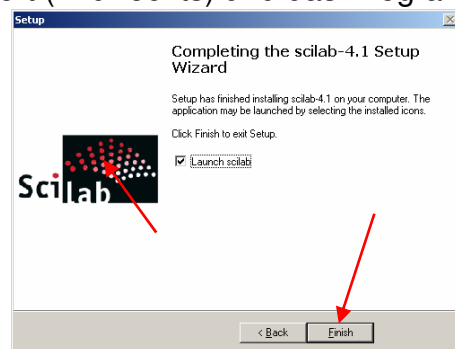 Setup
Completing the scilab-4.1 Setup
Wizard
Setup has finished installing scilab-4.1 on your computer. The
application may be launched by selecting the installed icons.
Click Finish to exit Setup.
Launch scilab
Scilab
< Back
Finish